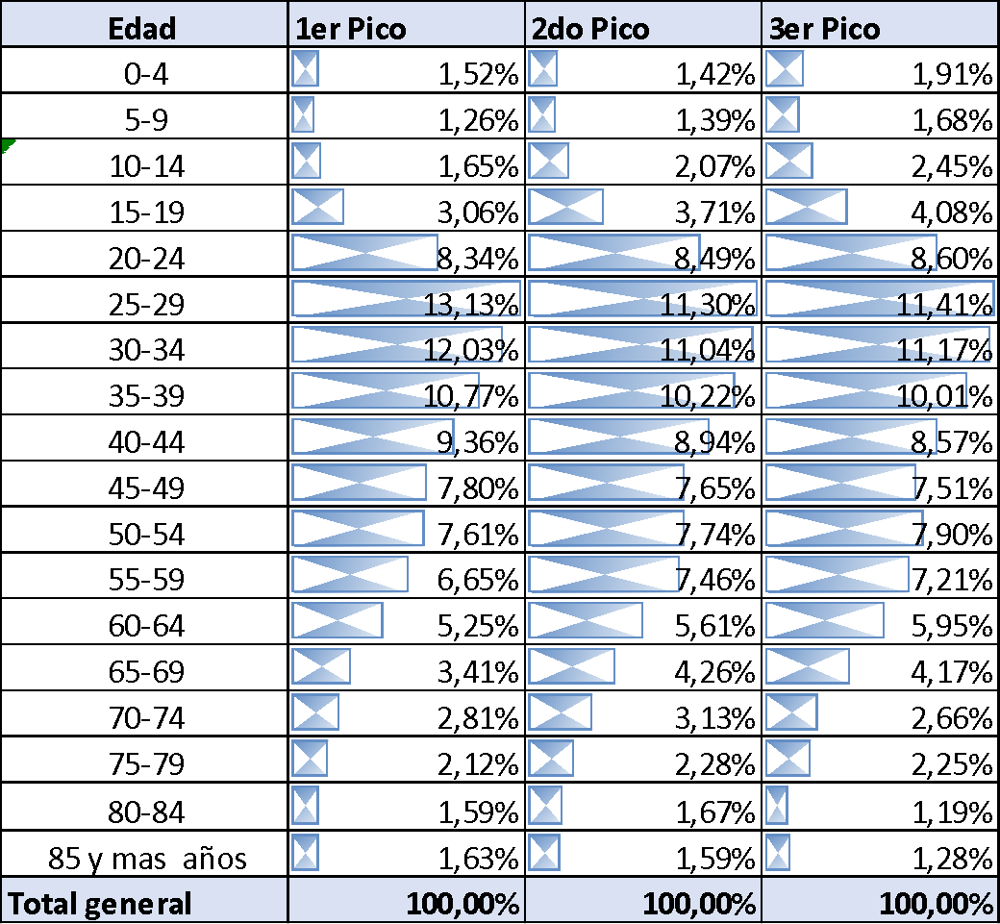 Edad 1er Pico 2do Pico 3er Pico
0-4 1,52% 1,42% 1,91%
5-9 1,26% 1,39% 1,68%
10-14 1,65% 2,07% 2,45%
15-19 3,06% 3,71% 4,08%
20-24 8,34% 8,49% 8,60%
25-29 13,13% 11,30% 11,41%
30-34 12,03% 11,04% 11,17%
35-39 10,77% 10,22% 10,01%
40-44 9,36% 8,94% 8,57%
45-49 7,80% 7,65% 7,51%
50-54 7,61% 7,74% 7,90%
55-59 6,65% 7,46% 7,21%
60-64 5,25% 5,61% 5,95%
65-69 3,41% 4,26% 4,17%
70-74 2,81% 3,13% 2,66%
75-79 2,12% 2,28% 2,25%
80-84 1,59% 1,67% 1,19%
85 y mas años 1,63% 1,59% 1,28%
Total general 100,00% 100,00% 100,00%